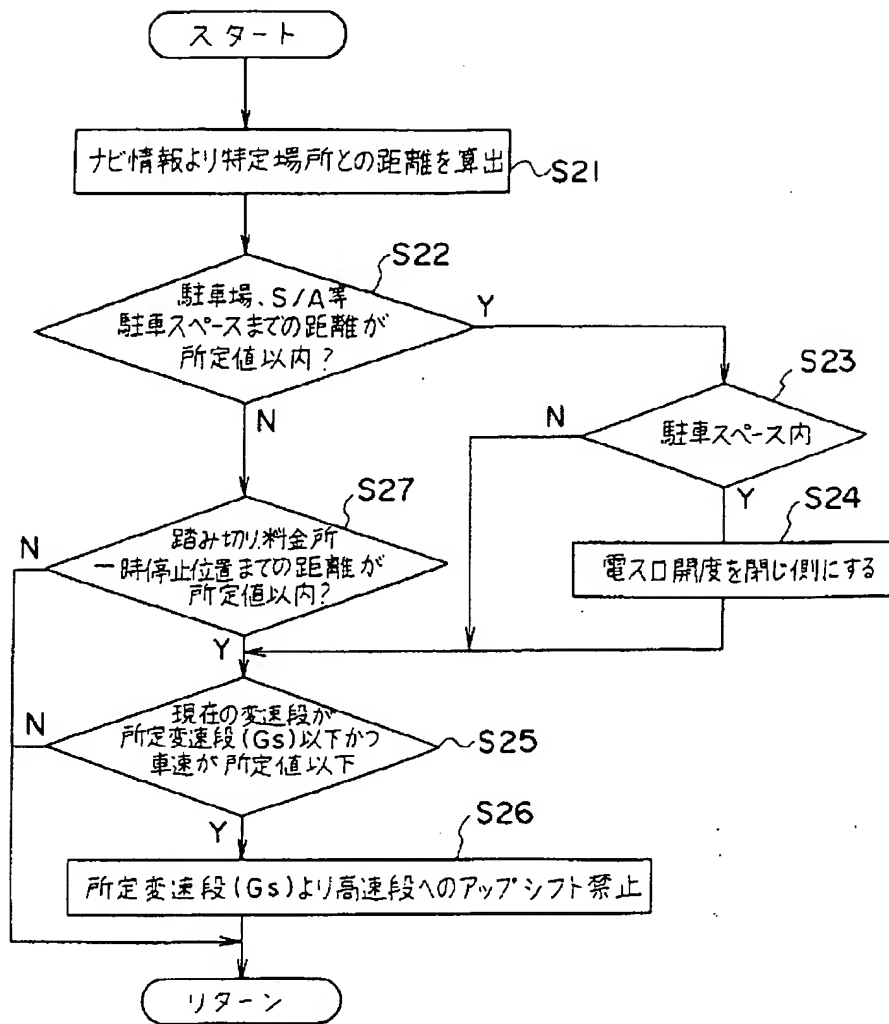 スタート
ナビ情報より特定場所との距離を算出
S21
S22
駐車場、S/A等
駐車スペースまでの距離が
所定値以内?
Y
N
S23
駐車スペース内
N
Y
S24
電スロ開度を閉じ側にする
S27
踏み切り、料金所
一時停止位置までの距離が
所定値以内?
N
Y
現在の変速段が
所定変速段(Gs)以下かつ
車速が所定値以下
S25
N
Y
S26
所定変速段(Gs)より高速段へのアップシフト禁止
リターン